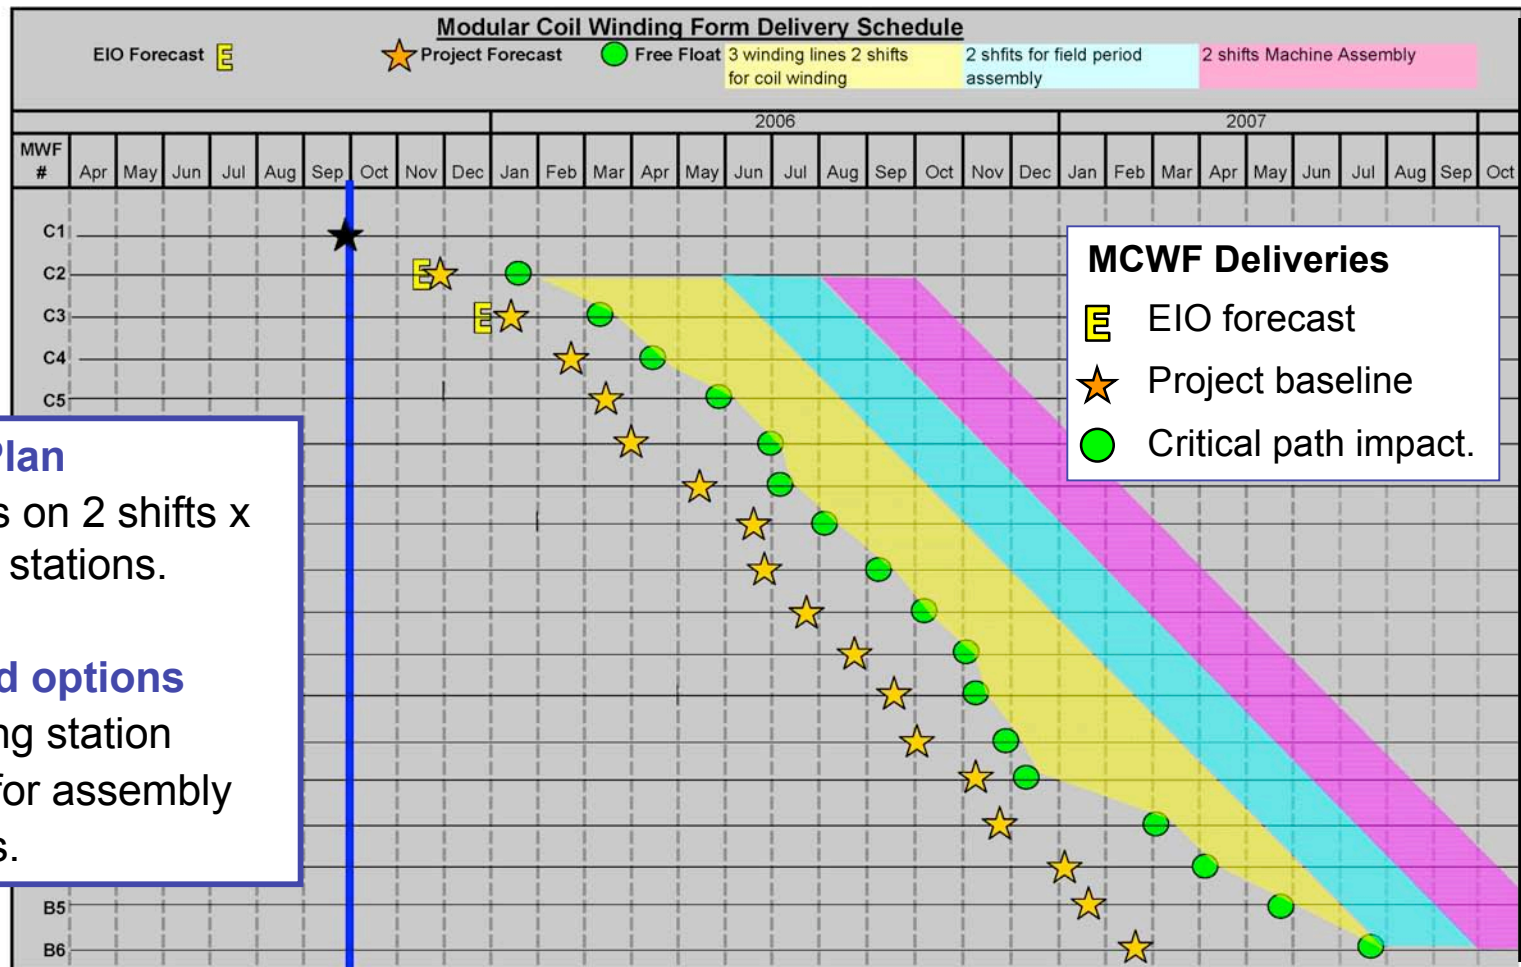 Modular Coil Winding Form Delivery Schedule
EIO Forecast E
Project Forecast
Free Float
3 winding lines 2 shifts
for coil winding
2 shfits for field period
assembly
2 shifts Machine Assembly
2006
2007
MWF
#
Apr May Jun Jul Aug Sep Oct Nov Dec Jan Feb Mar Apr May Jun Jul Aug Sep Oct Nov Dec Jan Feb Mar Apr May Jun Jul Aug Sep Oct
C1
C2
E
C3
E
C4
C5
MCWF Deliveries
E EIO forecast
Project baseline
Critical path impact.
Plan
s on 2 shifts x
stations.
d options
ng station
for assembly
s.
B5
B6